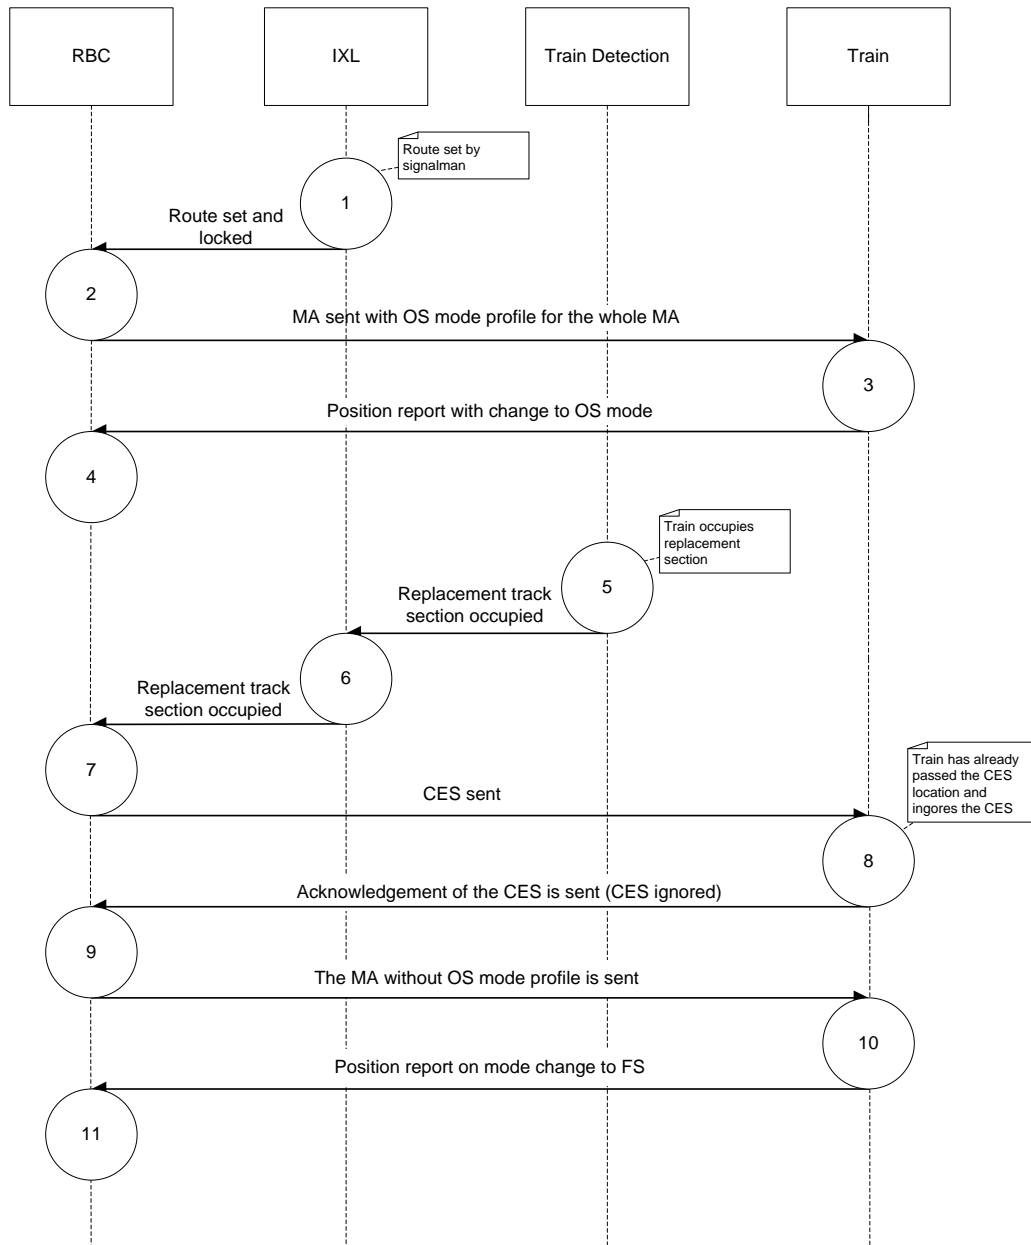 RBC
IXL
Train Detection
Train
Route set by
signalman
1
Route set and
locked
2
MA sent with OS mode profile for the whole MA
3
Position report with change to OS mode
4
Train occupies
replacement
section
5
Replacement track
section occupied
6
Replacement track
section occupied
7
Train has already
passed the CES
location and
ingores the CES
CES sent
8
Acknowledgement of the CES is sent (CES ignored)
9
The MA without OS mode profile is sent
10
Position report on mode change to FS
11